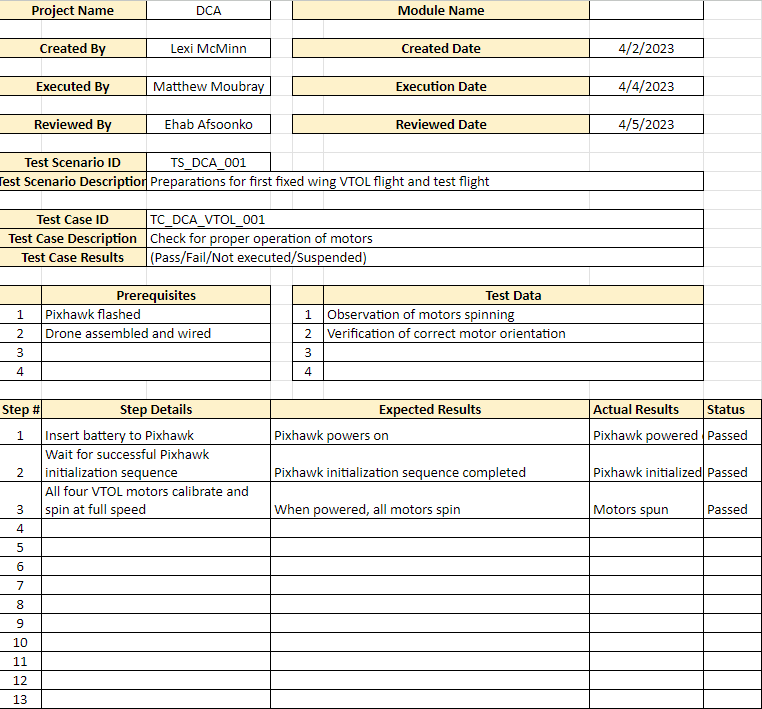 Project Name DCA Module Name
Created By Lexi McMinn Created Date 4/2/2023
Executed By Matthew Moubray Execution Date 4/4/2023
Reviewed By Ehab Afsoonko Reviewed Date 4/5/2023
Test Scenario ID TS_DCA_001
Test Scenario Description Preparations for first fixed wing VTOL flight and test flight
Test Case ID TC_DCA_VTOL_001
Test Case Description Check for proper operation of motors
Test Case Results (Pass/Fail/Not executed/Suspended)
Prerequisites Test Data
1 Pixhawk flashed 1 Observation of motors spinning
2 Drone assembled and wired 2 Verification of correct motor orientation
3 3
4 4
Step # Step Details Expected Results Actual Results Status
1 Insert battery to Pixhawk Pixhawk powers on Pixhawk powered Passed
Wait for successful Pixhawk
2 initialization sequence Pixhawk initialization sequence completed Pixhawk initialized Passed
All four VTOL motors calibrate and
3 spin at full speed When powered, all motors spin Motors spun Passed
4
5
6
7
8
9
10
11
12
13